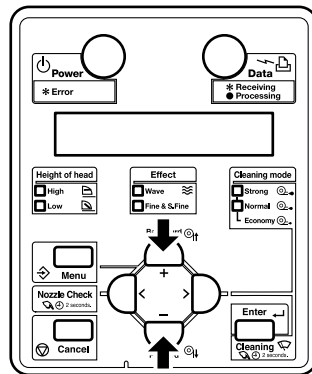 Power
Data
* Error
* Receiving
● Processing
Height of head
High
Low
Effect
Wave
Fine & S.Fine
Cleaning mode
Strong
Normal
Economy
Menu
+
< >
−
Nozzle Check
2 seconds.
Cancel
Enter
Cleaning
2 seconds.